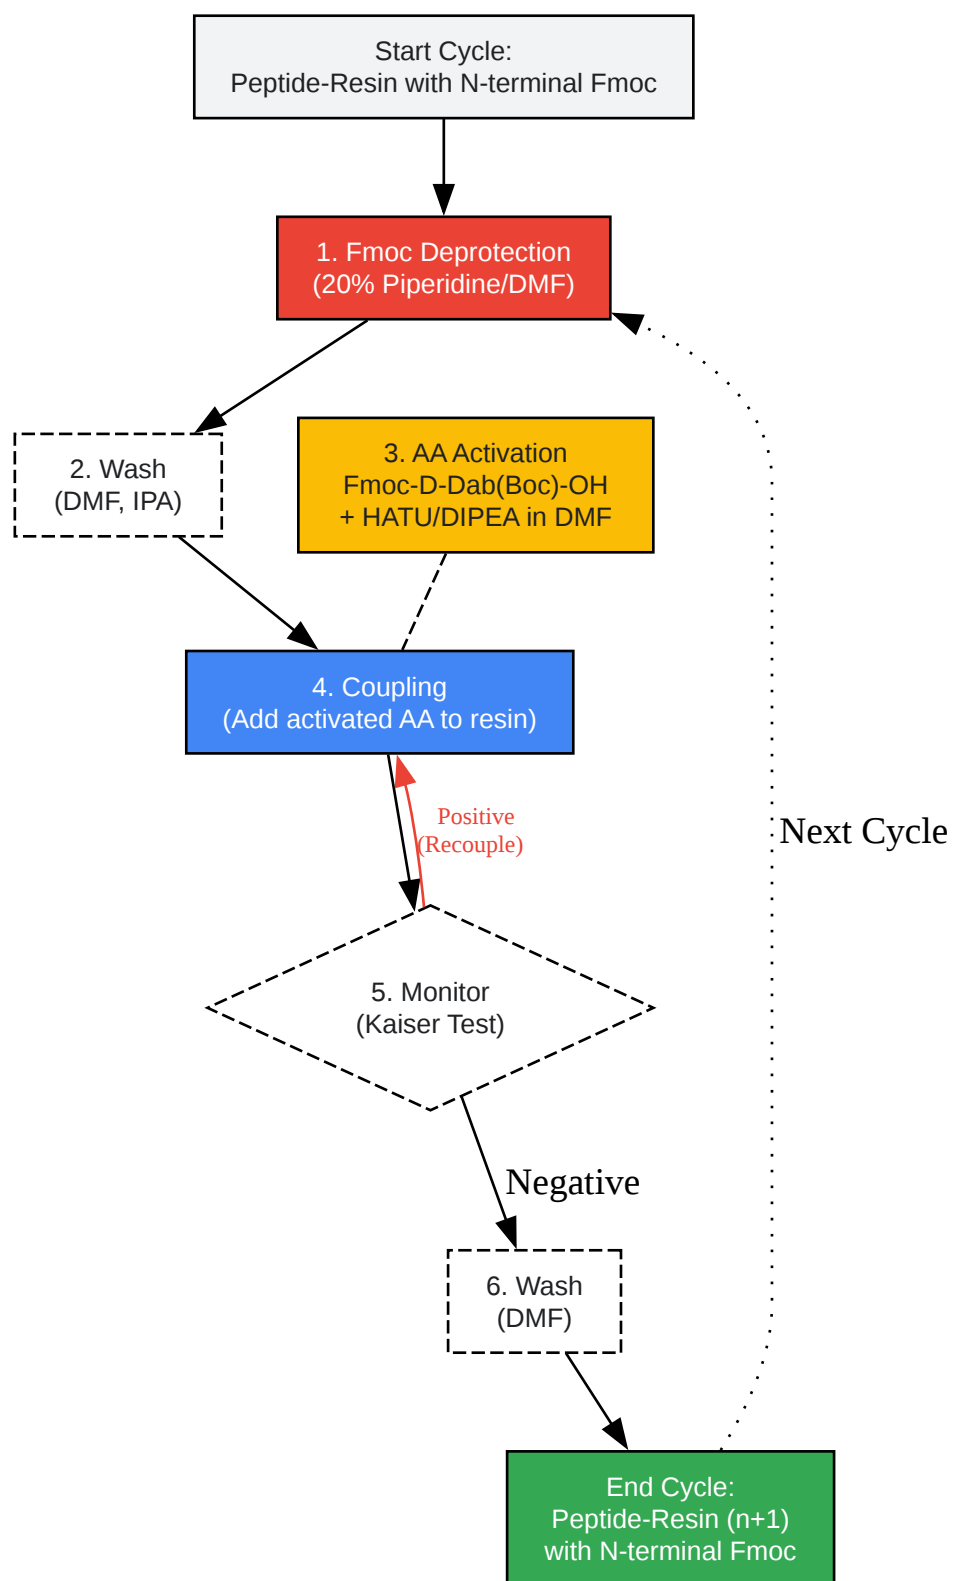 Start Cycle:
Peptide-Resin with N-terminal Fmoc
1. Fmoc Deprotection
(20% Piperidine/DMF)
2. Wash
(DMF, IPA)
3. AA Activation
Fmoc-D-Dab(Boc)-OH
+ HATU/DIPEA in DMF
4. Coupling
(Add activated AA to resin)
Positive
(Recouple)
Next Cycle
5. Monitor
(Kaiser Test)
Negative
6. Wash
(DMF)
End Cycle:
Peptide-Resin (n+1)
with N-terminal Fmoc